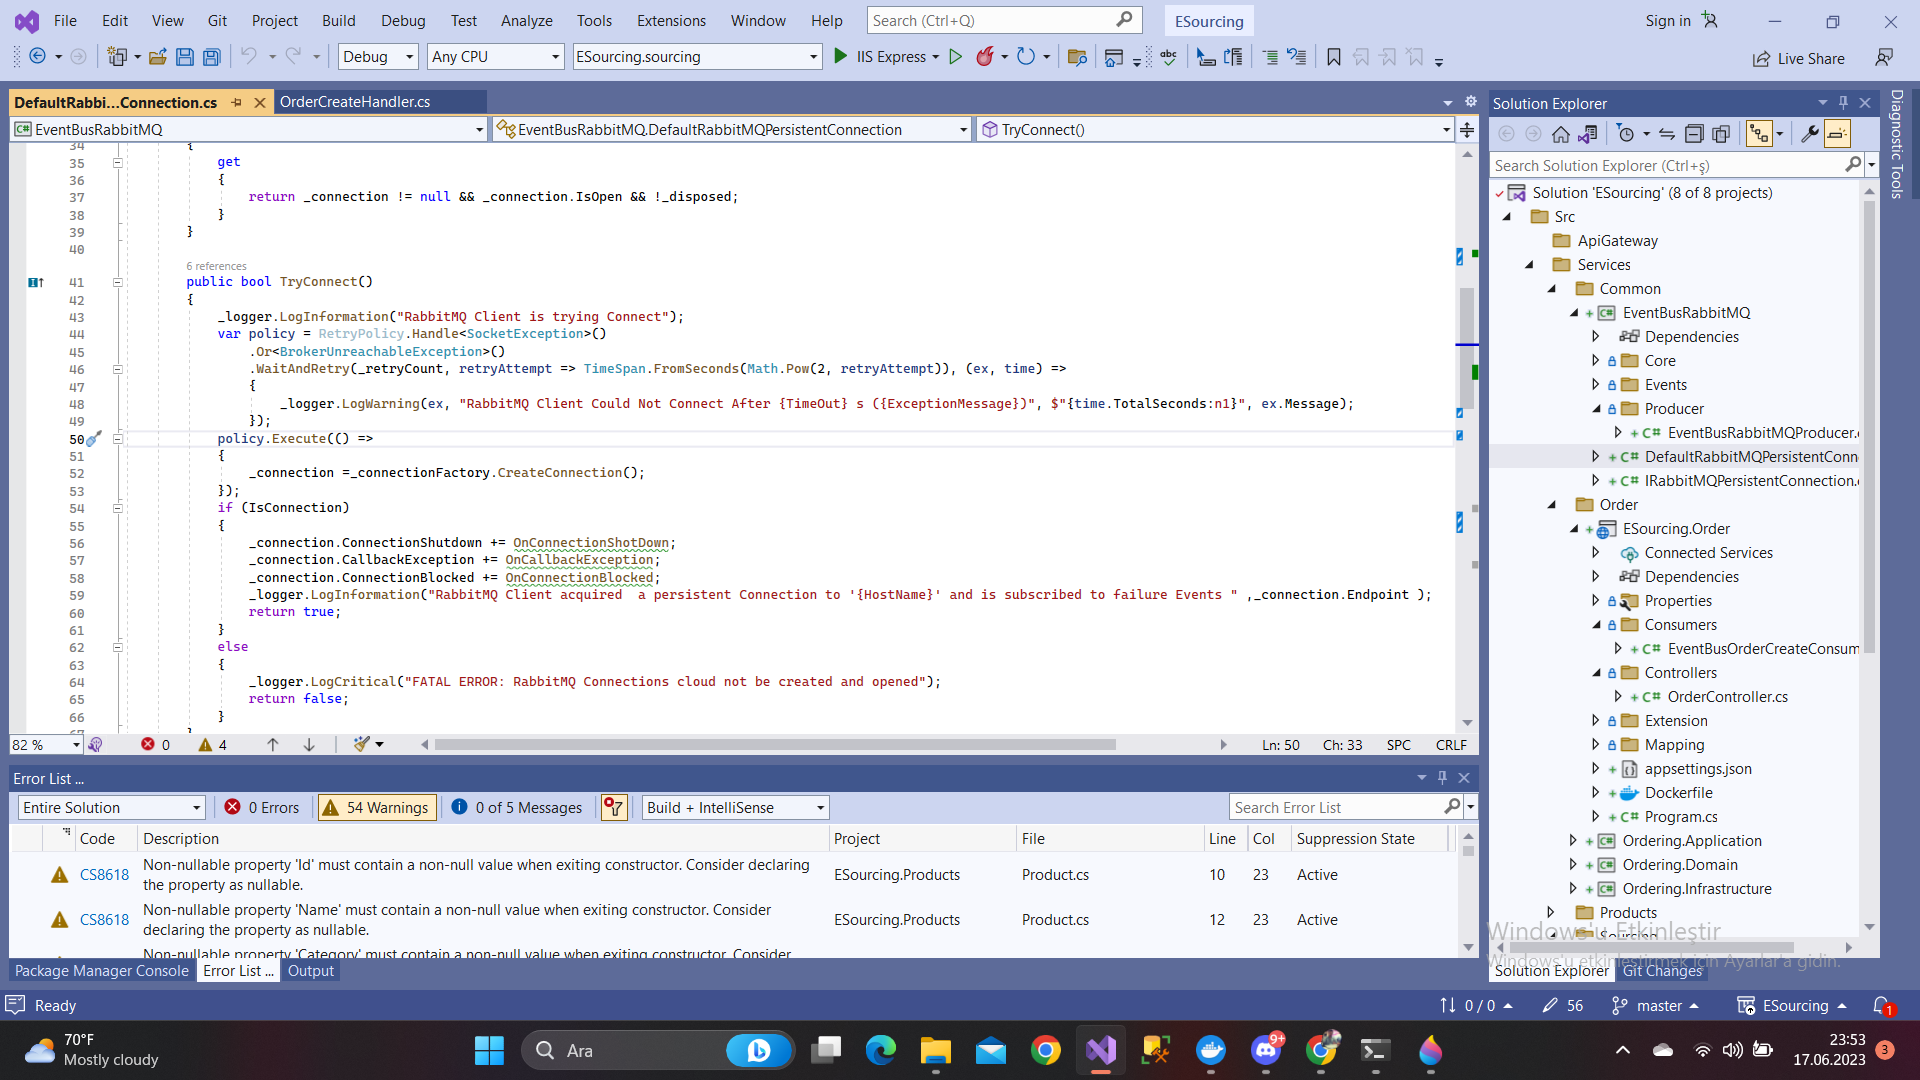 File Edit View Git Project Build Debug Test Analyze Tools Extensions Window Help Search (Ctrl+Q) ESourcing Sign in
Debug Any CPU ESourcing.sourcing IIS Express Live Share
DefaultRabbi...Connection.cs OrderCreateHandler.cs
EventBusRabbitMQ EventBusRabbitMQ.DefaultRabbitMQPersistentConnection TryConnect()
34 {
35 get
36 {
37 return _connection != null && _connection.IsOpen && !_disposed;
38 }
39 }
40
6 references
41 public bool TryConnect()
42 {
43 _logger.LogInformation("RabbitMQ Client is trying Connect");
44 var policy = RetryPolicy.Handle<SocketException>()
45 .Or<BrokerUnreachableException>()
46 .WaitAndRetry(_retryCount, retryAttempt => TimeSpan.FromSeconds(Math.Pow(2, retryAttempt)), (ex, time) =>
47 {
48 _logger.LogWarning(ex, "RabbitMQ Client Could Not Connect After {TimeOut} s ({ExceptionMessage})", $"{time.TotalSeconds:n1}", ex.Message);
49 });
50 policy.Execute(() =>
51 {
52 _connection =_connectionFactory.CreateConnection();
53 });
54 if (IsConnection)
55 {
56 _connection.ConnectionShutdown += OnConnectionShotDown;
57 _connection.CallbackException += OnCallbackException;
58 _connection.ConnectionBlocked += OnConnectionBlocked;
59 _logger.LogInformation("RabbitMQ Client acquired  a persistent Connection to '{HostName}' and is subscribed to failure Events " ,_connection.Endpoint );
60 return true;
61 }
62 else
63 {
64 _logger.LogCritical("FATAL ERROR: RabbitMQ Connections cloud not be created and opened");
65 return false;
66 }
67 }
82 % 0 4 Ln: 50 Ch: 33 SPC CRLF
Error List ...
Entire Solution 0 Errors 54 Warnings 0 of 5 Messages Build + IntelliSense Search Error List
Code Description Project File Line Col Suppression State
CS8618 Non-nullable property 'Id' must contain a non-null value when exiting constructor. Consider declaring the property as nullable. ESourcing.Products Product.cs 10 23 Active
CS8618 Non-nullable property 'Name' must contain a non-null value when exiting constructor. Consider declaring the property as nullable. ESourcing.Products Product.cs 12 23 Active
Non-nullable property 'Category' must contain a non-null value when exiting constructor. Consider
Package Manager Console Error List ... Output
Solution Explorer
Search Solution Explorer (Ctrl+ş)
Solution 'ESourcing' (8 of 8 projects)
Src
ApiGateway
Services
Common
EventBusRabbitMQ
Dependencies
Core
Events
Producer
C# EventBusRabbitMQProducer.
C# DefaultRabbitMQPersistentConn
C# IRabbitMQPersistentConnection.
Order
ESourcing.Order
Connected Services
Dependencies
Properties
Consumers
C# EventBusOrderCreateConsum
Controllers
C# OrderController.cs
Extension
Mapping
appsettings.json
Dockerfile
C# Program.cs
Ordering.Application
Ordering.Domain
Ordering.Infrastructure
Products
Sourcing
Windows'u Etkinleştir
Windows'u etkinleştirmek için Ayarlar'a gidin.
Solution Explorer Git Changes
Diagnostic Tools
Ready 0 / 0 56 master ESourcing 1
70°F
Mostly cloudy
Ara
9+
23:53
17.06.2023
3